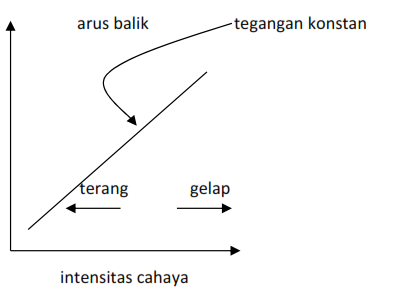 arus balik
tegangan konstan
terang
gelap
intensitas cahaya